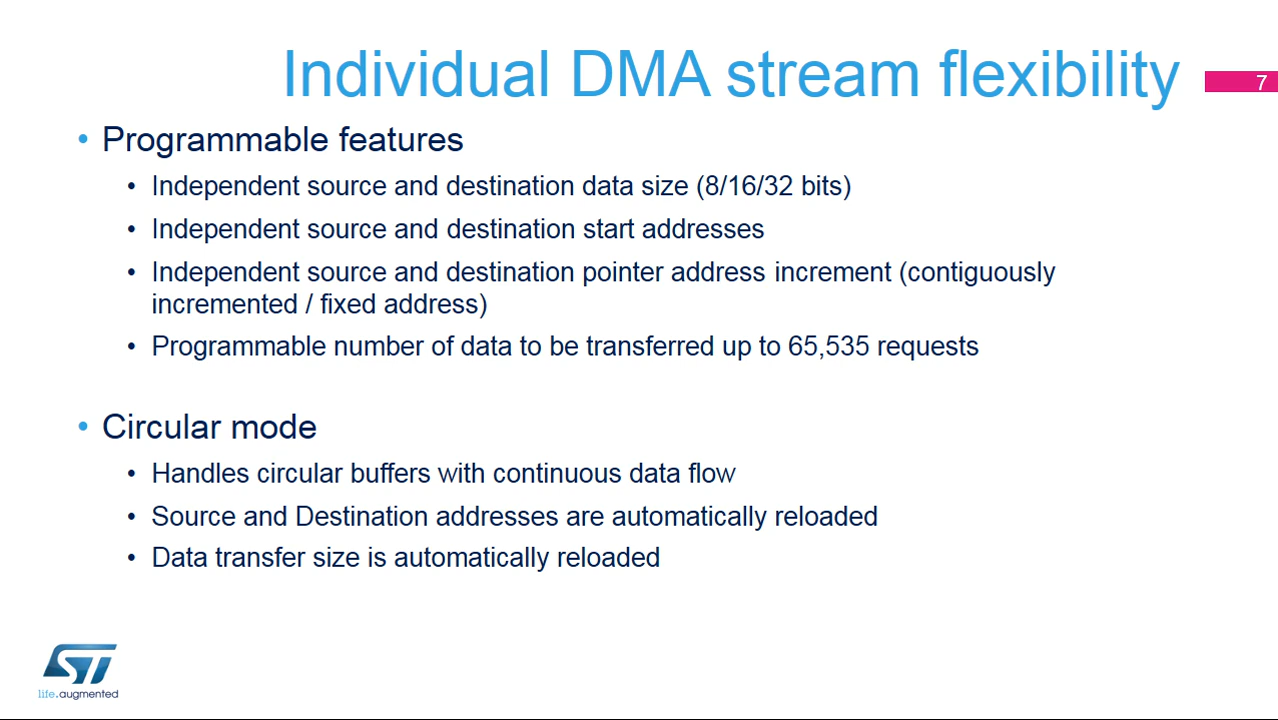 Individual DMA stream flexibility
7
• Programmable features
• Independent source and destination data size (8/16/32 bits)
• Independent source and destination start addresses
• Independent source and destination pointer address increment (contiguously
incremented / fixed address)
• Programmable number of data to be transferred up to 65,535 requests
• Circular mode
• Handles circular buffers with continuous data flow
• Source and Destination addresses are automatically reloaded
• Data transfer size is automatically reloaded
ST
life.augmented